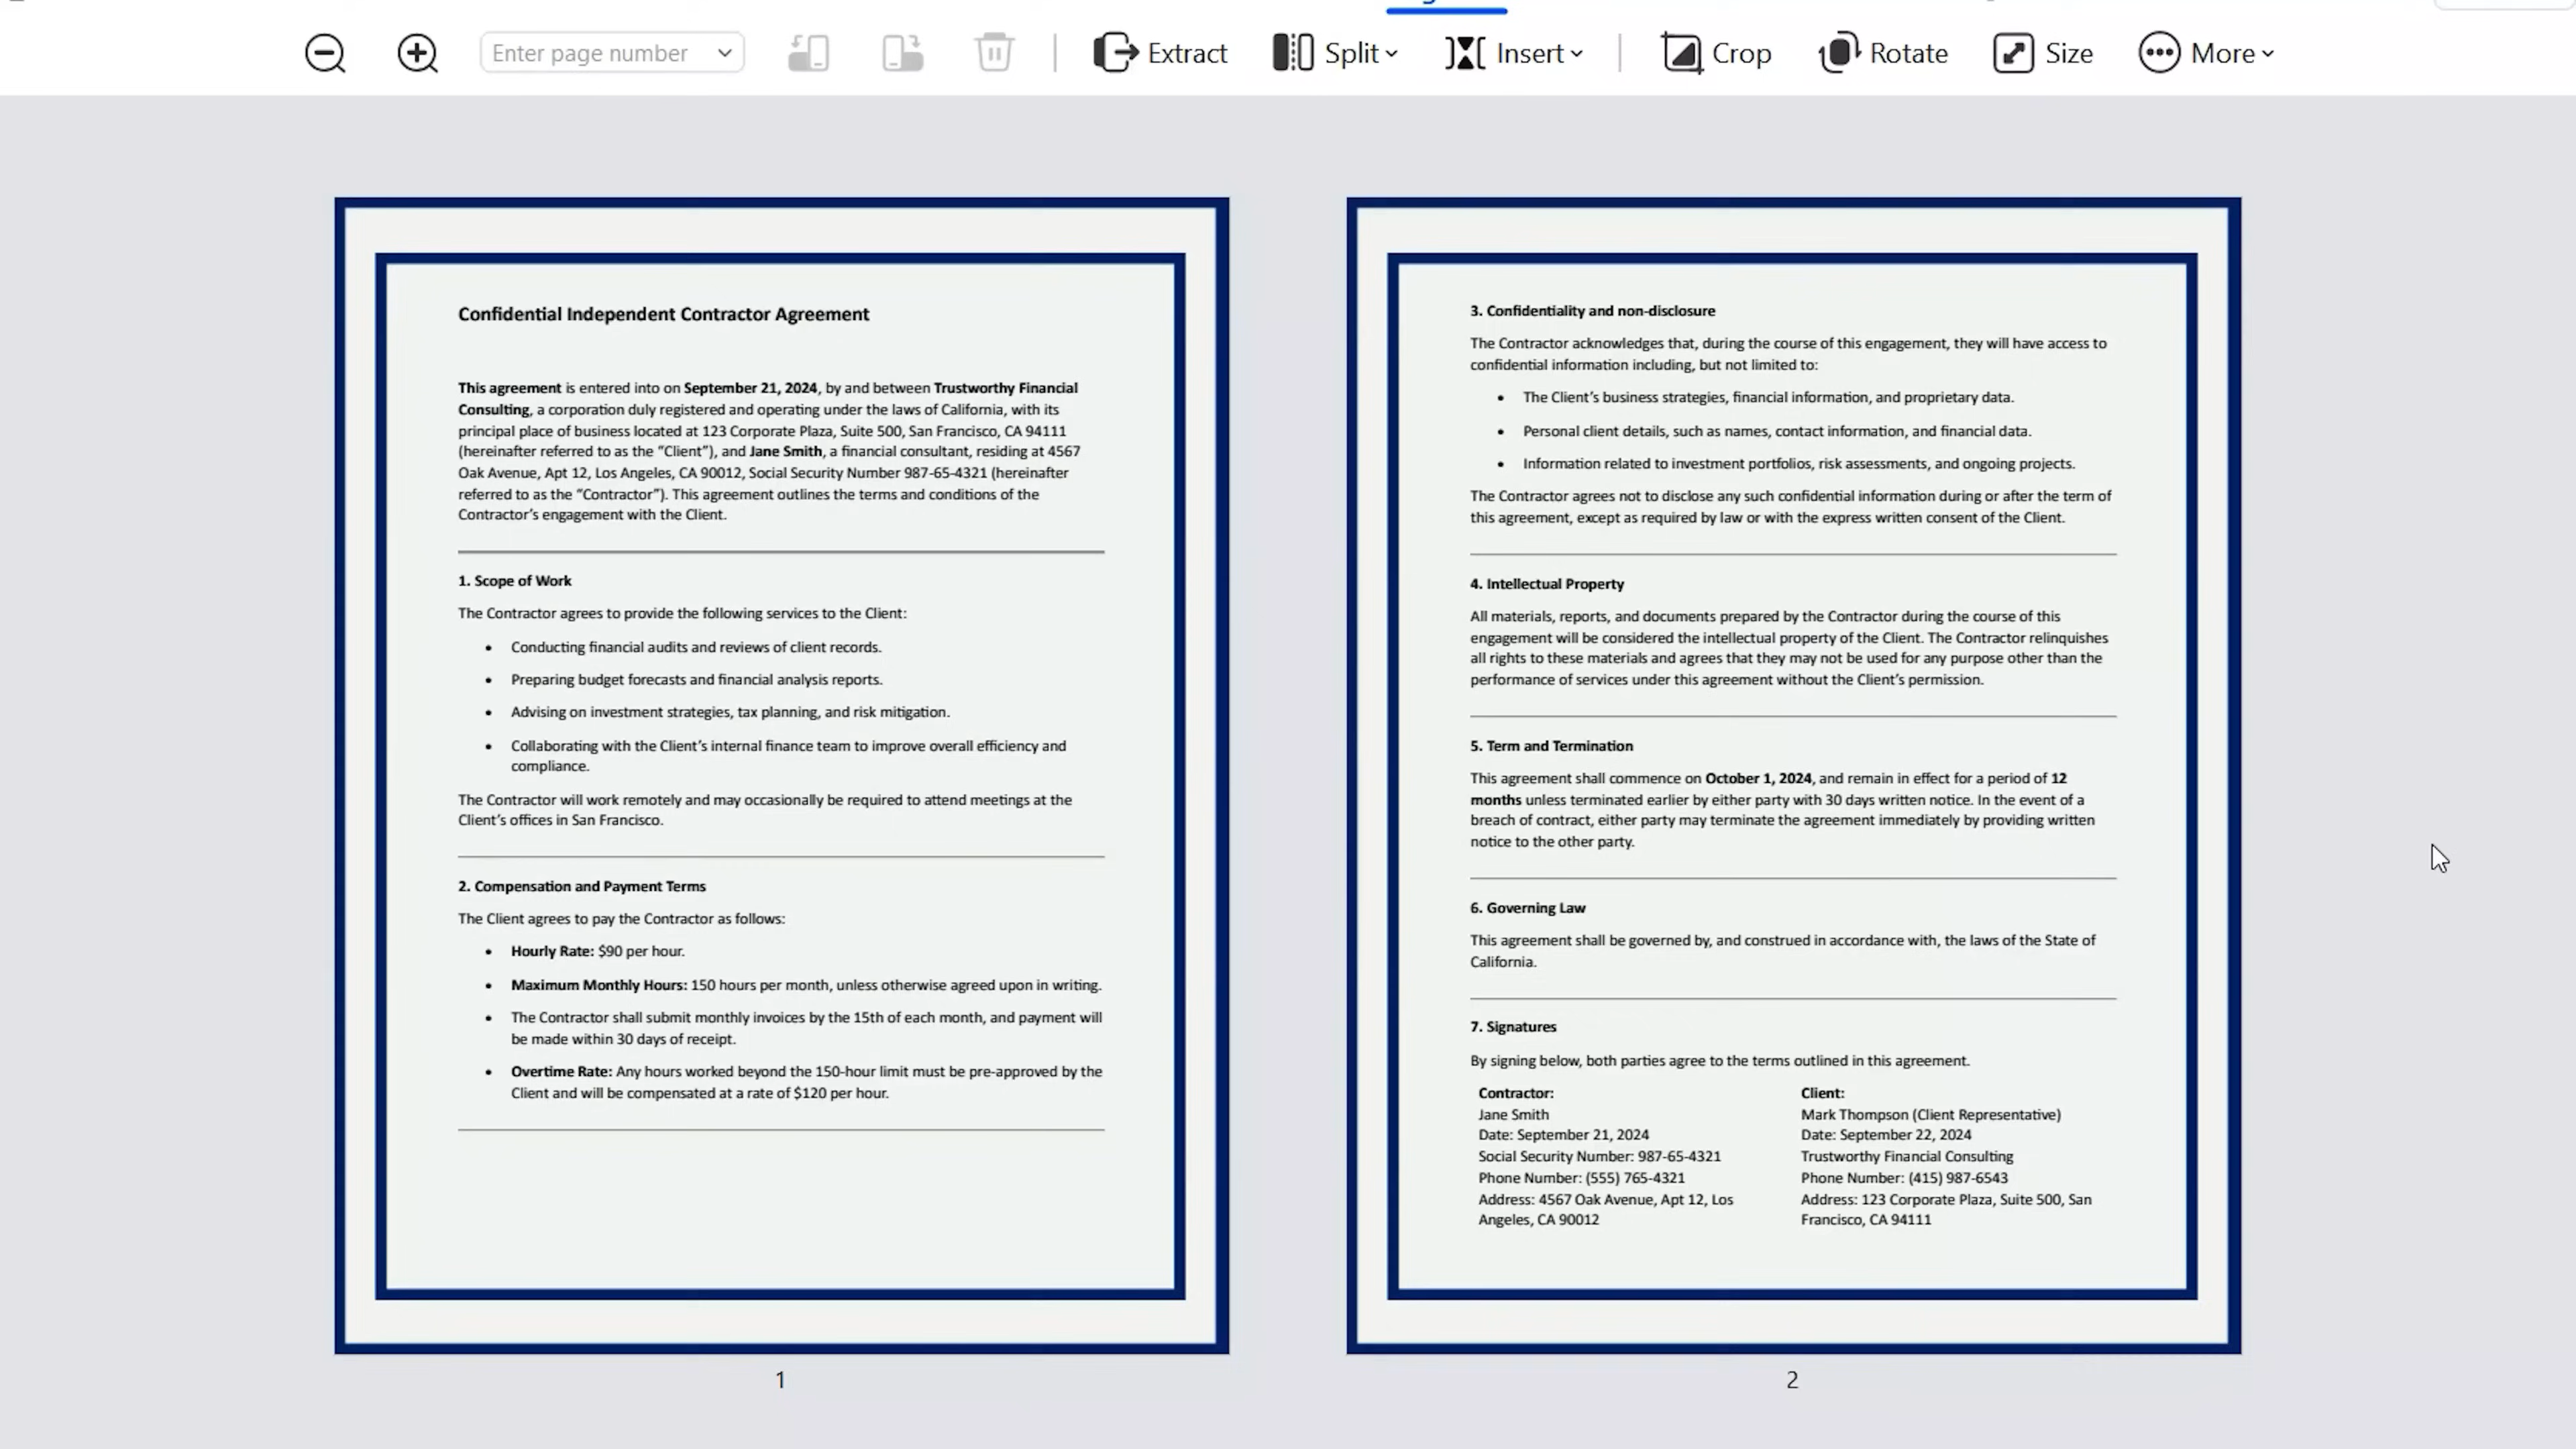 Enter page number
Extract
Split
Insert
Crop
Rotate
Size
More
Confidential Independent Contractor Agreement
This agreement is entered into on September 21, 2024, by and between Trustworthy Financial
Consulting, a corporation duly registered and operating under the laws of California, with its
principal place of business located at 123 Corporate Plaza, Suite 500, San Francisco, CA 94111
(hereinafter referred to as the “Client”), and Jane Smith, a financial consultant, residing at 4567
Oak Avenue, Apt 12, Los Angeles, CA 90012, Social Security Number 987-65-4321 (hereinafter
referred to as the “Contractor”). This agreement outlines the terms and conditions of the
Contractor’s engagement with the Client.
1. Scope of Work
The Contractor agrees to provide the following services to the Client:
• Conducting financial audits and reviews of client records.
• Preparing budget forecasts and financial analysis reports.
• Advising on investment strategies, tax planning, and risk mitigation.
• Collaborating with the Client’s internal finance team to improve overall efficiency and
compliance.
The Contractor will work remotely and may occasionally be required to attend meetings at the
Client’s offices in San Francisco.
2. Compensation and Payment Terms
The Client agrees to pay the Contractor as follows:
• Hourly Rate: $90 per hour.
• Maximum Monthly Hours: 150 hours per month, unless otherwise agreed upon in writing.
• The Contractor shall submit monthly invoices by the 15th of each month, and payment will
be made within 30 days of receipt.
• Overtime Rate: Any hours worked beyond the 150-hour limit must be pre-approved by the
Client and will be compensated at a rate of $120 per hour.
1
3. Confidentiality and non-disclosure
The Contractor acknowledges that, during the course of this engagement, they will have access to
confidential information including, but not limited to:
• The Client’s business strategies, financial information, and proprietary data.
• Personal client details, such as names, contact information, and financial data.
• Information related to investment portfolios, risk assessments, and ongoing projects.
The Contractor agrees not to disclose any such confidential information during or after the term of
this agreement, except as required by law or with the express written consent of the Client.
4. Intellectual Property
All materials, reports, and documents prepared by the Contractor during the course of this
engagement will be considered the intellectual property of the Client. The Contractor relinquishes
all rights to these materials and agrees that they may not be used for any purpose other than the
performance of services under this agreement without the Client’s permission.
5. Term and Termination
This agreement shall commence on October 1, 2024, and remain in effect for a period of 12
months unless terminated earlier by either party with 30 days written notice. In the event of a
breach of contract, either party may terminate the agreement immediately by providing written
notice to the other party.
6. Governing Law
This agreement shall be governed by, and construed in accordance with, the laws of the State of
California.
7. Signatures
By signing below, both parties agree to the terms outlined in this agreement.
Contractor:
Jane Smith
Date: September 21, 2024
Social Security Number: 987-65-4321
Phone Number: (555) 765-4321
Address: 4567 Oak Avenue, Apt 12, Los
Angeles, CA 90012
Client:
Mark Thompson (Client Representative)
Date: September 22, 2024
Trustworthy Financial Consulting
Phone Number: (415) 987-6543
Address: 123 Corporate Plaza, Suite 500, San
Francisco, CA 94111
2